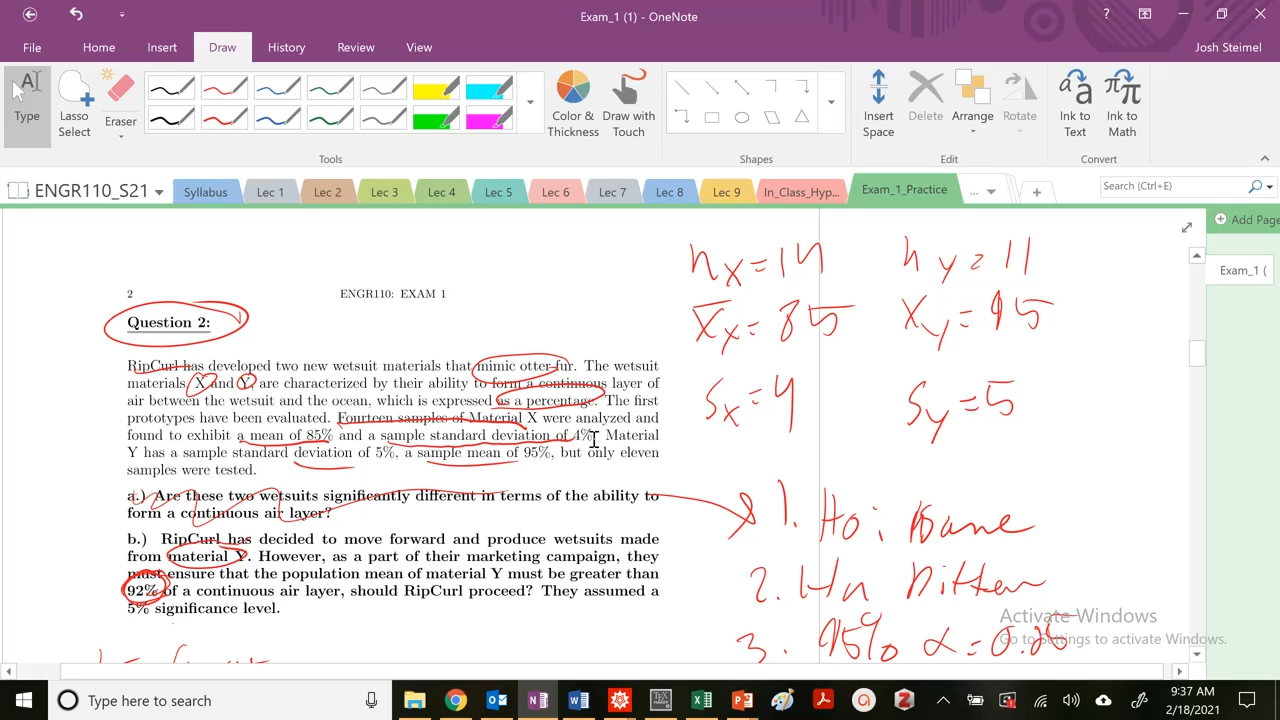 Exam_1 (1) - OneNote
File Home Insert Draw History Review View Josh Steimel
Type Lasso Select Eraser Color & Thickness Draw with Touch Insert Space Delete Arrange Rotate Ink to Text Ink to Math
Tools Shapes Edit Convert
ENGR110_S21 Syllabus Lec 1 Lec 2 Lec 3 Lec 4 Lec 5 Lec 6 Lec 7 Lec 8 Lec 9 In_Class_Hyp Exam_1_Practice ... Search (Ctrl+E)
Add Page
Exam_1 (
2 ENGR110: EXAM 1
Question 2:
RipCurl has developed two new wetsuit materials that mimic otter fur. The wetsuit
materials X and Y, are characterized by their ability to form a continuous layer of
air between the wetsuit and the ocean, which is expressed as a percentage. The first
prototypes have been evaluated. Fourteen samples of Material X were analyzed and
found to exhibit a mean of 85% and a sample standard deviation of 4%. Material
Y has a sample standard deviation of 5%, a sample mean of 95%, but only eleven
samples were tested.
a.) Are these two wetsuits significantly different in terms of the ability to
form a continuous air layer?
b.) RipCurl has decided to move forward and produce wetsuits made
from material Y. However, as a part of their marketing campaign, they
must ensure that the population mean of material Y must be greater than
92% of a continuous air layer, should RipCurl proceed? They assumed a
5% significance level.
nx=14 ny=11
x̄x=85 xy=95
sx=4 sy=5
1. Ho: Same
2. Ha
3. 95% α=0.05
Activate Windows
Go to Settings to activate Windows.
Type here to search
9:37 AM
2/18/2021